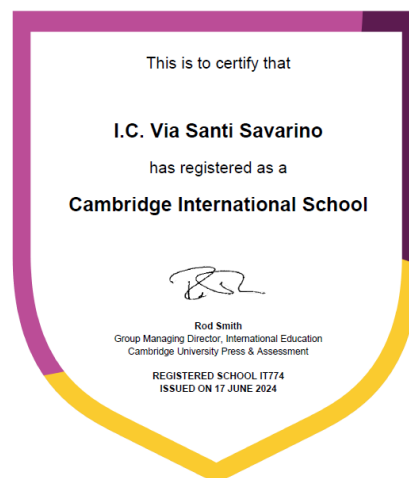 This is to certify that
I.C. Via Santi Savarino
has registered as a
Cambridge International School
Rod Smith
Group Managing Director, International Education
Cambridge University Press & Assessment
REGISTERED SCHOOL IT774
ISSUED ON 17 JUNE 2024